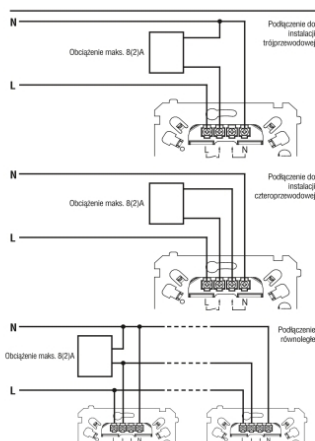 N
Podłączenie do
instalacji
trójprzewodowej
Obciążenie maks. 8(2)A
L
L ↑ ↑ N
N
Podłączenie do
instalacji
czteroprzewodowej
Obciążenie maks. 8(2)A
L
L ↑ ↑ N
N
Podłączenie
równoległe
Obciążenie maks. 8(2)A
L